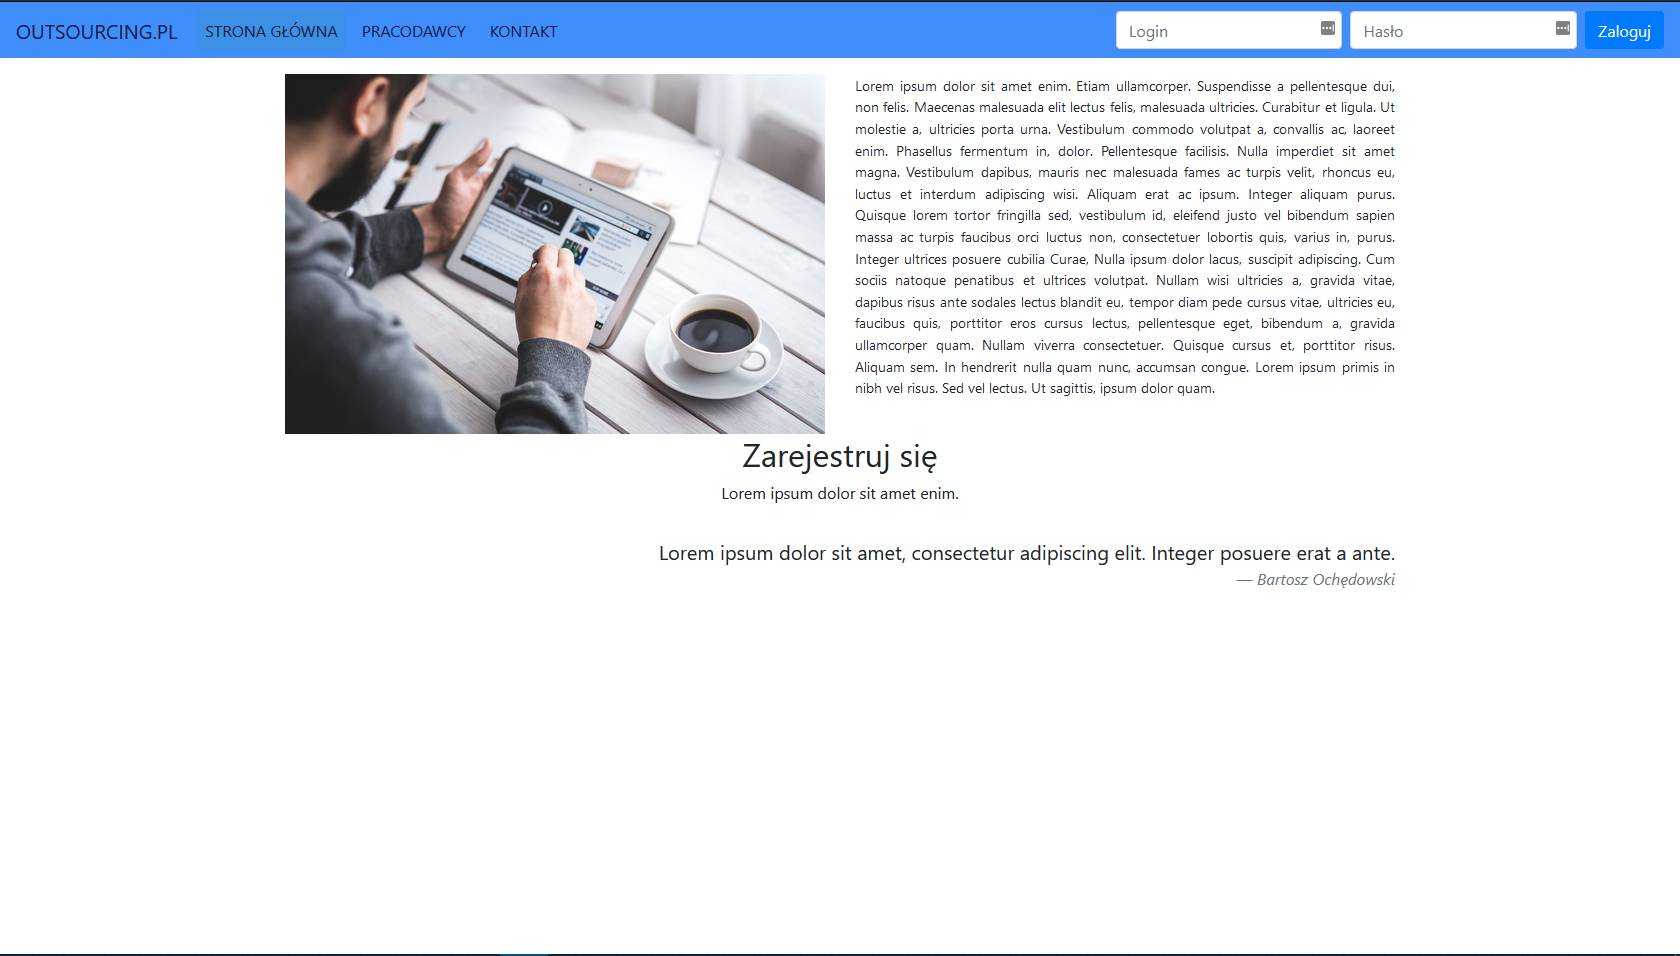 OUTSOURCING.PL STRONA GŁÓWNA PRACODAWCY KONTAKT Login Hasło Zaloguj
Lorem ipsum dolor sit amet enim. Etiam ullamcorper. Suspendisse a pellentesque dui,
non felis. Maecenas malesuada elit lectus felis, malesuada ultricies. Curabitur et ligula. Ut
molestie a, ultricies porta urna. Vestibulum commodo volutpat a, convallis ac, laoreet
enim. Phasellus fermentum in, dolor. Pellentesque facilisis. Nulla imperdiet sit amet
magna. Vestibulum dapibus, mauris nec malesuada fames ac turpis velit, rhoncus eu,
luctus et interdum adipiscing wisi. Aliquam erat ac ipsum. Integer aliquam purus.
Quisque lorem tortor fringilla sed, vestibulum id, eleifend justo vel bibendum sapien
massa ac turpis faucibus orci luctus non, consectetuer lobortis quis, varius in, purus.
Integer ultrices posuere cubilia Curae, Nulla ipsum dolor lacus, suscipit adipiscing. Cum
sociis natoque penatibus et ultrices volutpat. Nullam wisi ultricies a, gravida vitae,
dapibus risus ante sodales lectus blandit eu, tempor diam pede cursus vitae, ultricies eu,
faucibus quis, porttitor eros cursus lectus, pellentesque eget, bibendum a, gravida
ullamcorper quam. Nullam viverra consectetuer. Quisque cursus et, porttitor risus.
Aliquam sem. In hendrerit nulla quam nunc, accumsan congue. Lorem ipsum primis in
nibh vel risus. Sed vel lectus. Ut sagittis, ipsum dolor quam.
Zarejestruj się
Lorem ipsum dolor sit amet enim.
Lorem ipsum dolor sit amet, consectetur adipiscing elit. Integer posuere erat a ante.
— Bartosz Ochędowski